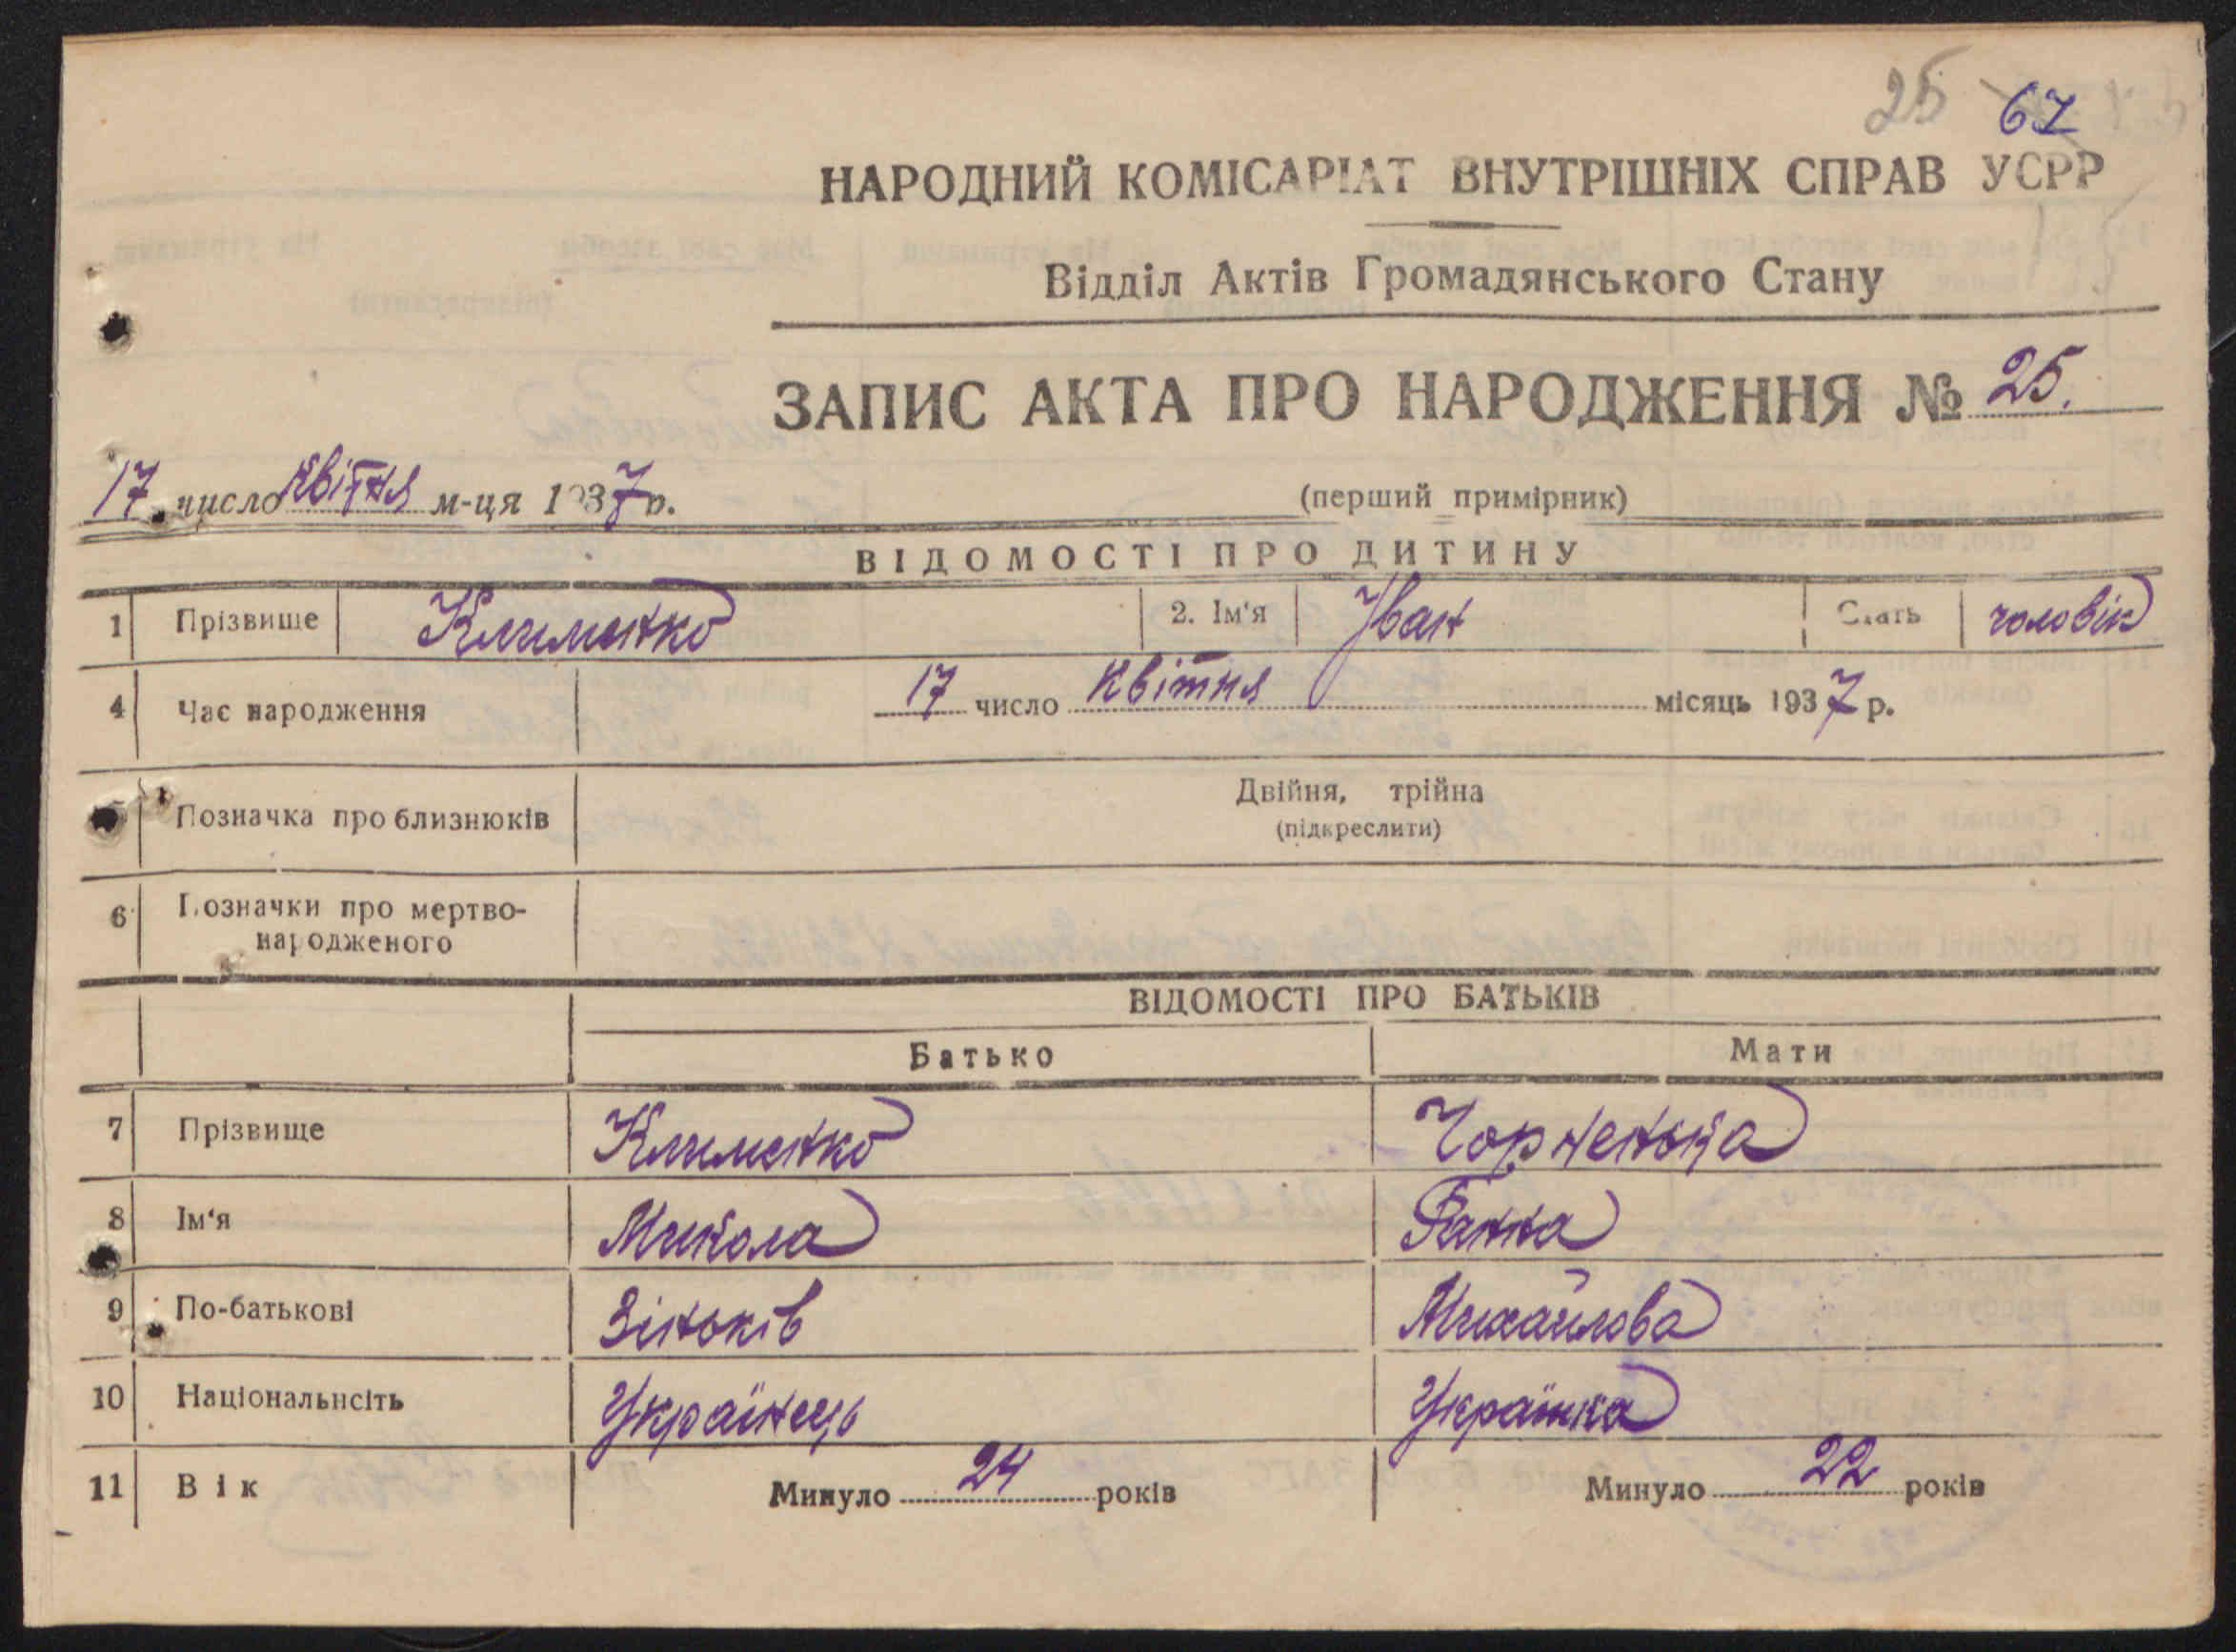 25 67
НАРОДНИЙ КОМІСАРІАТ ВНУТРІШНІХ СПРАВ УСРР
Відділ Актів Громадянського Стану
ЗАПИС АКТА ПРО НАРОДЖЕННЯ № 25.
17 число квітня м-ця 1937 р.
(перший примірник)
ВІДОМОСТІ ПРО ДИТИНУ
1 Прізвище Клименко 2. Ім'я Іван Стать чоловік
4 Час народження 17 число квітня місяць 1937 р.
Позначка про близнюків Двійня, трійна
(підкреслити)
6 Позначки про мертво-
народженого
ВІДОМОСТІ ПРО БАТЬКІВ
Батько Мати
7 Прізвище Клименко Чорненька
8 Ім'я Микола Ганна
9 По-батькові Зіньків Михайлова
10 Національнсіть Українець Українка
11 Вік Минуло 24 років Минуло 22 років